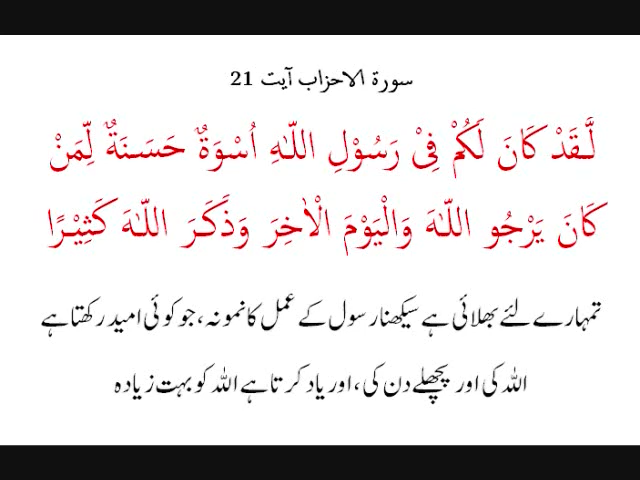 سورة الاحزاب آیت 21
لَّـقَدْ كَانَ لَكُمْ فِىْ رَسُوْلِ اللّٰهِ اُسْوَةٌ حَسَنَةٌ لِّمَنْ
كَانَ يَرْجُو اللّٰهَ وَالْيَوْمَ الْاٰخِرَ وَذَكَرَ اللّٰهَ كَثِيْرًا
تمہارے لئے بھلائی ہے سیکھنا رسول کے عمل کا نمونہ، جو کوئی امید رکھتا ہے
اللہ کی اور پچھلے دن کی، اور یاد کرتا ہے اللہ کو بہت زیادہ